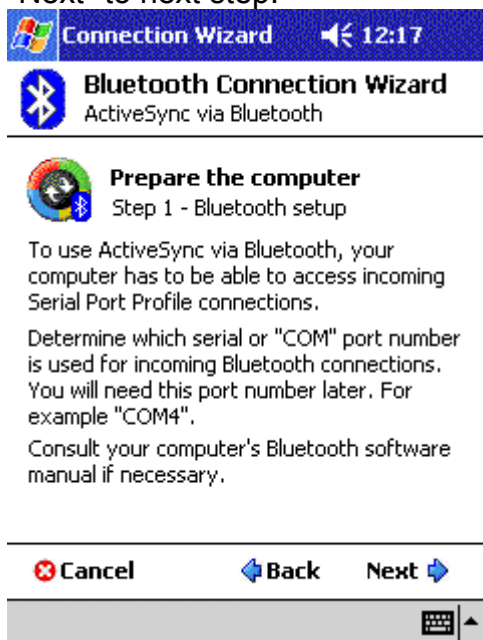 "Next" to next step.
Connection Wizard 12:17
Bluetooth Connection Wizard
ActiveSync via Bluetooth
Prepare the computer
Step 1 - Bluetooth setup
To use ActiveSync via Bluetooth, your
computer has to be able to access incoming
Serial Port Profile connections.
Determine which serial or "COM" port number
is used for incoming Bluetooth connections.
You will need this port number later. For
example "COM4".
Consult your computer's Bluetooth software
manual if necessary.
Cancel Back Next